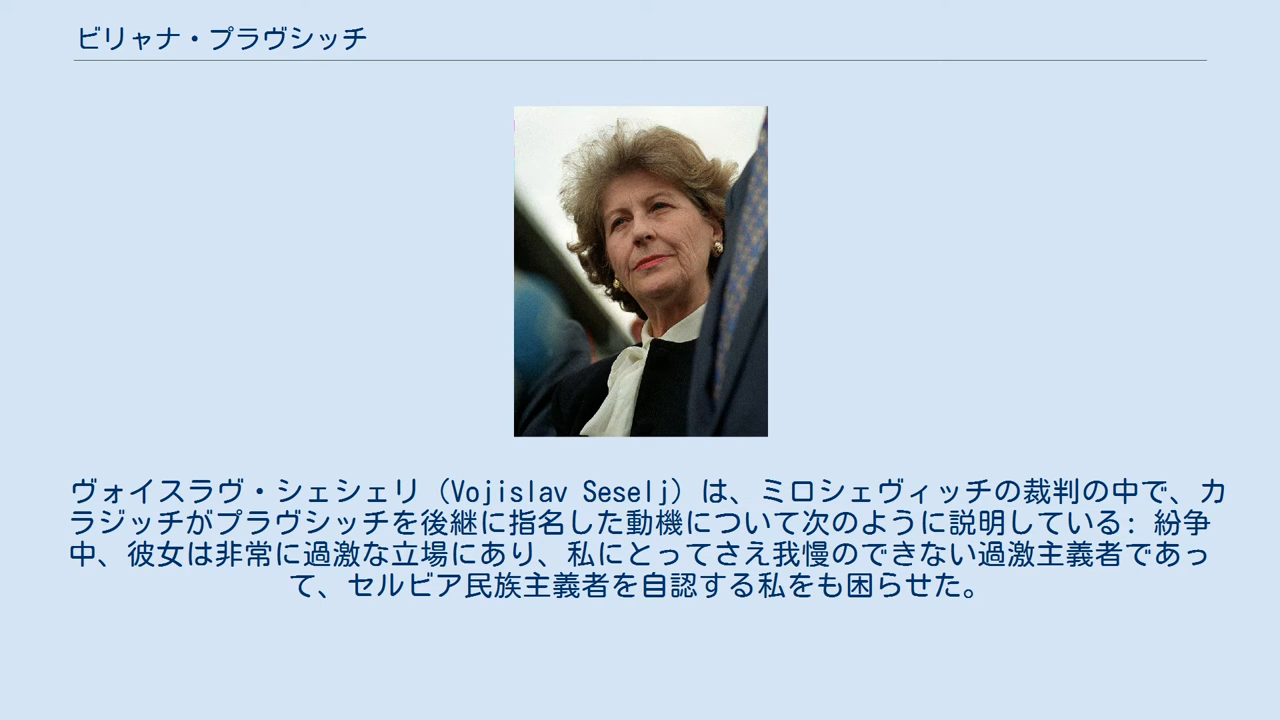 ビリャナ・プラヴシッチ
ヴォイスラヴ・シェシェリ（Vojislav Seselj）は、ミロシェヴィッチの裁判の中で、カ
ラジッチがプラヴシッチを後継に指名した動機について次のように説明している: 紛争
中、彼女は非常に過激な立場にあり、私にとってさえ我慢のできない過激主義者であっ
て、セルビア民族主義者を自認する私をも困らせた。